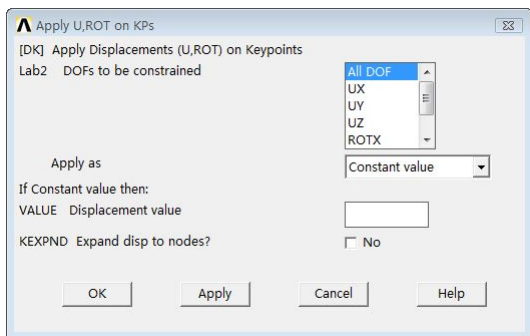 Apply U,ROT on KPs
[DK] Apply Displacements (U,ROT) on Keypoints
Lab2 DOFs to be constrained
All DOF
UX
UY
UZ
ROTX
Apply as
Constant value
If Constant value then:
VALUE Displacement value
KEXPND Expand disp to nodes?
No
OK Apply Cancel Help